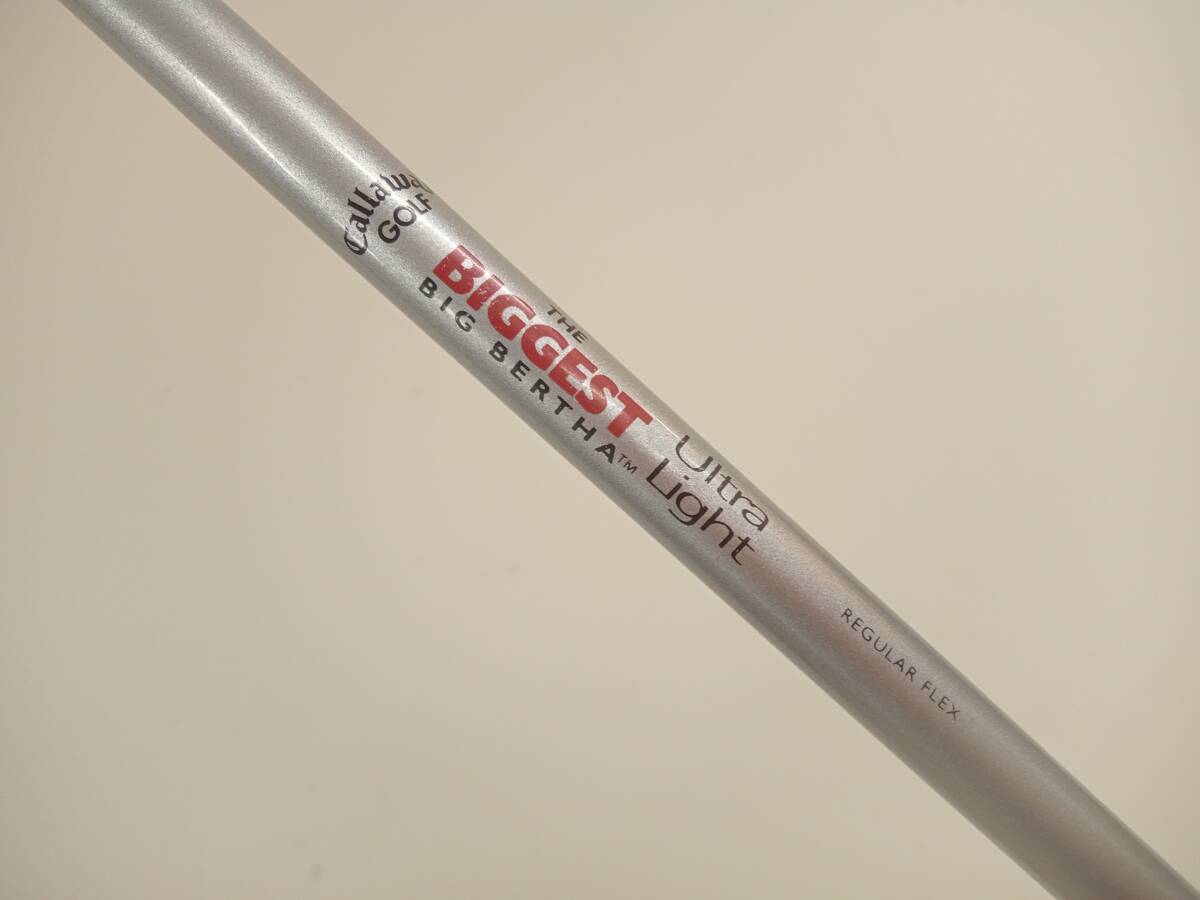 Callaway
GOLF
THE
BIGGEST
BIG BERTHA™
Ultra
Light
REGULAR FLEX